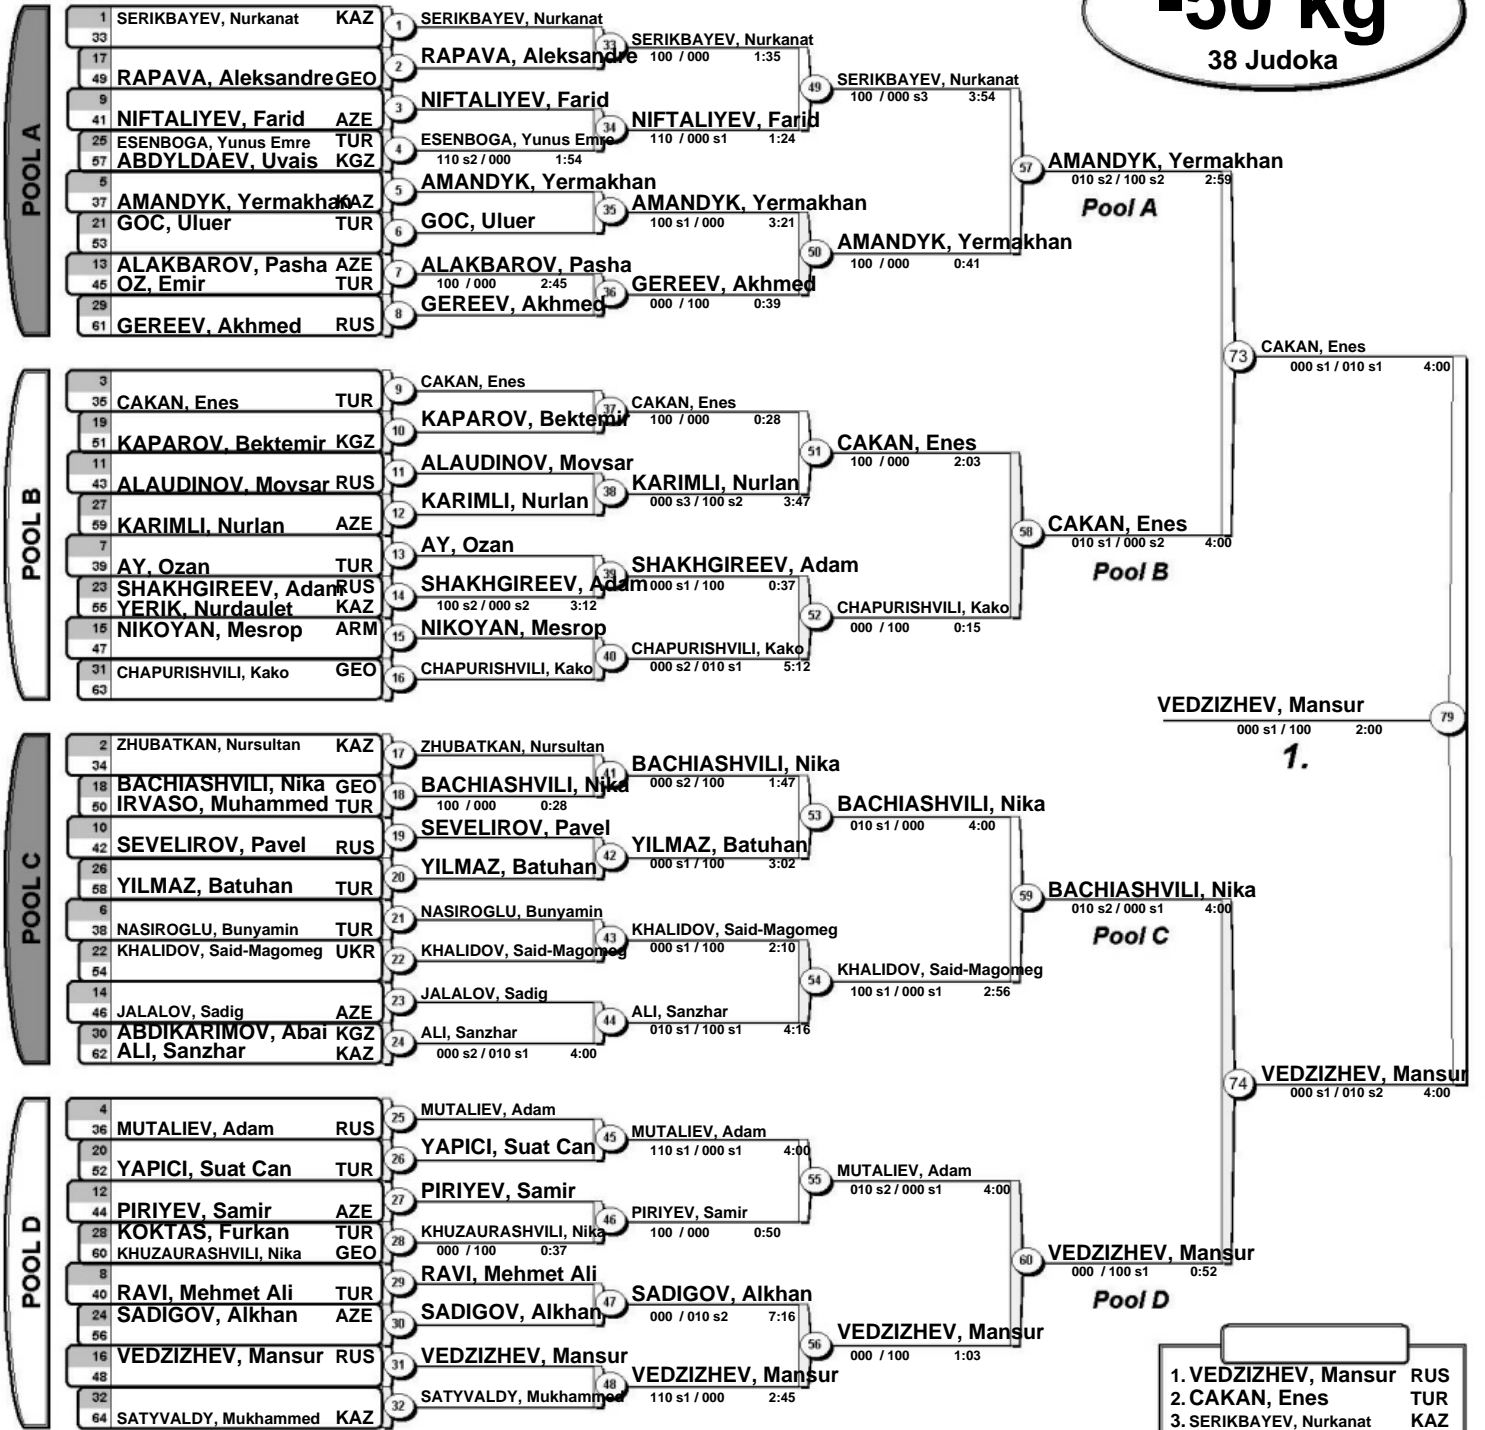 -50 kg
38 Judoka
POOL A
1 SERIKBAYEV, Nurkanat KAZ
33
17
49 RAPAVA, Aleksandre GEO
9
41 NIFTALIYEV, Farid AZE
25 ESENBOGA, Yunus Emre TUR
57 ABDYLDAEV, Uvais KGZ
5
37 AMANDYK, Yermakhan KAZ
21 GOC, Uluer TUR
53
13 ALAKBAROV, Pasha AZE
45 OZ, Emir TUR
29
61 GEREEV, Akhmed RUS
1 SERIKBAYEV, Nurkanat
2 RAPAVA, Aleksandre
3 NIFTALIYEV, Farid
4 ESENBOGA, Yunus Emre
110 s2 / 000 1:54
5 AMANDYK, Yermakhan
6 GOC, Uluer
7 ALAKBAROV, Pasha
100 / 000 2:45
8 GEREEV, Akhmed
33 SERIKBAYEV, Nurkanat
100 / 000 1:35
34 NIFTALIYEV, Farid
110 / 000 s1 1:24
35 AMANDYK, Yermakhan
100 s1 / 000 3:21
36 GEREEV, Akhmed
000 / 100 0:39
49 SERIKBAYEV, Nurkanat
100 / 000 s3 3:54
50 AMANDYK, Yermakhan
100 / 000 0:41
57 AMANDYK, Yermakhan
010 s2 / 100 s2 2:59
Pool A
POOL B
3
35 CAKAN, Enes TUR
19
51 KAPAROV, Bektemir KGZ
11
43 ALAUDINOV, Movsar RUS
27
59 KARIMLI, Nurlan AZE
7
39 AY, Ozan TUR
23 SHAKHGIREEV, Adam RUS
55 YERIK, Nurdaulet KAZ
15 NIKOYAN, Mesrop ARM
47
31 CHAPURISHVILI, Kako GEO
63
9 CAKAN, Enes
10 KAPAROV, Bektemir
11 ALAUDINOV, Movsar
12 KARIMLI, Nurlan
13 AY, Ozan
14 SHAKHGIREEV, Adam
100 s2 / 000 s2 3:12
15 NIKOYAN, Mesrop
16 CHAPURISHVILI, Kako
37 CAKAN, Enes
100 / 000 0:28
38 KARIMLI, Nurlan
000 s3 / 100 s2 3:47
39 SHAKHGIREEV, Adam
000 s1 / 100 0:37
40 CHAPURISHVILI, Kako
000 s2 / 010 s1 5:12
51 CAKAN, Enes
100 / 000 2:03
52 CHAPURISHVILI, Kako
000 / 100 0:15
58 CAKAN, Enes
010 s1 / 000 s2 4:00
Pool B
73 CAKAN, Enes
000 s1 / 010 s1 4:00
VEDZIZHEV, Mansur 79
000 s1 / 100 2:00
1.
POOL C
2 ZHUBATKAN, Nursultan KAZ
34
18 BACHIASHVILI, Nika GEO
50 IRVASO, Muhammed TUR
10
42 SEVELIROV, Pavel RUS
26
58 YILMAZ, Batuhan TUR
6
38 NASIROGLU, Bunyamin TUR
22 KHALIDOV, Said-Magomeg UKR
54
14
46 JALALOV, Sadig AZE
30 ABDIKARIMOV, Abai KGZ
62 ALI, Sanzhar KAZ
17 ZHUBATKAN, Nursultan
18 BACHIASHVILI, Nika
100 / 000 0:28
19 SEVELIROV, Pavel
20 YILMAZ, Batuhan
21 NASIROGLU, Bunyamin
22 KHALIDOV, Said-Magomeg
23 JALALOV, Sadig
24 ALI, Sanzhar
000 s2 / 010 s1 4:00
41 BACHIASHVILI, Nika
000 s2 / 100 1:47
42 YILMAZ, Batuhan
000 s1 / 100 3:02
43 KHALIDOV, Said-Magomeg
000 s1 / 100 2:10
44 ALI, Sanzhar
010 s1 / 100 s1 4:16
53 BACHIASHVILI, Nika
010 s1 / 000 4:00
54 KHALIDOV, Said-Magomeg
100 s1 / 000 s1 2:56
59 BACHIASHVILI, Nika
010 s2 / 000 s1 4:00
Pool C
74 VEDZIZHEV, Mansur
000 s1 / 010 s2 4:00
POOL D
4
36 MUTALIEV, Adam RUS
20
52 YAPICI, Suat Can TUR
12
44 PIRIYEV, Samir AZE
28 KOKTAS, Furkan TUR
60 KHUZAURASHVILI, Nika GEO
8
40 RAVI, Mehmet Ali TUR
24 SADIGOV, Alkhan AZE
56
16 VEDZIZHEV, Mansur RUS
48
32
64 SATYVALDY, Mukhammed KAZ
25 MUTALIEV, Adam
26 YAPICI, Suat Can
27 PIRIYEV, Samir
28 KHUZAURASHVILI, Nika
000 / 100 0:37
29 RAVI, Mehmet Ali
30 SADIGOV, Alkhan
31 VEDZIZHEV, Mansur
32 SATYVALDY, Mukhammed
45 MUTALIEV, Adam
110 s1 / 000 s1 4:00
46 PIRIYEV, Samir
100 / 000 0:50
47 SADIGOV, Alkhan
000 / 010 s2 7:16
48 VEDZIZHEV, Mansur
110 s1 / 000 2:45
55 MUTALIEV, Adam
010 s2 / 000 s1 4:00
56 VEDZIZHEV, Mansur
000 / 100 1:03
60 VEDZIZHEV, Mansur
000 / 100 s1 0:52
Pool D
1. VEDZIZHEV, Mansur RUS
2. CAKAN, Enes TUR
3. SERIKBAYEV, Nurkanat KAZ